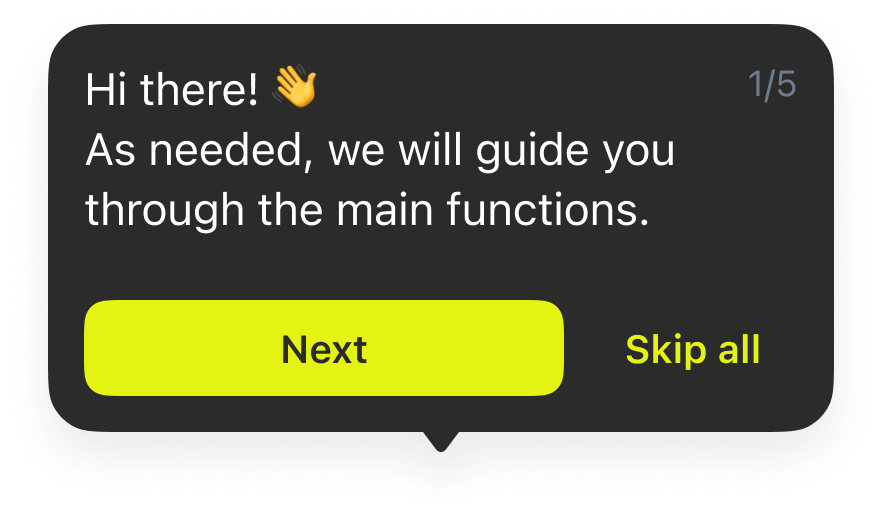 Hi there! 👋
1/5
As needed, we will guide you
through the main functions.
Next
Skip all